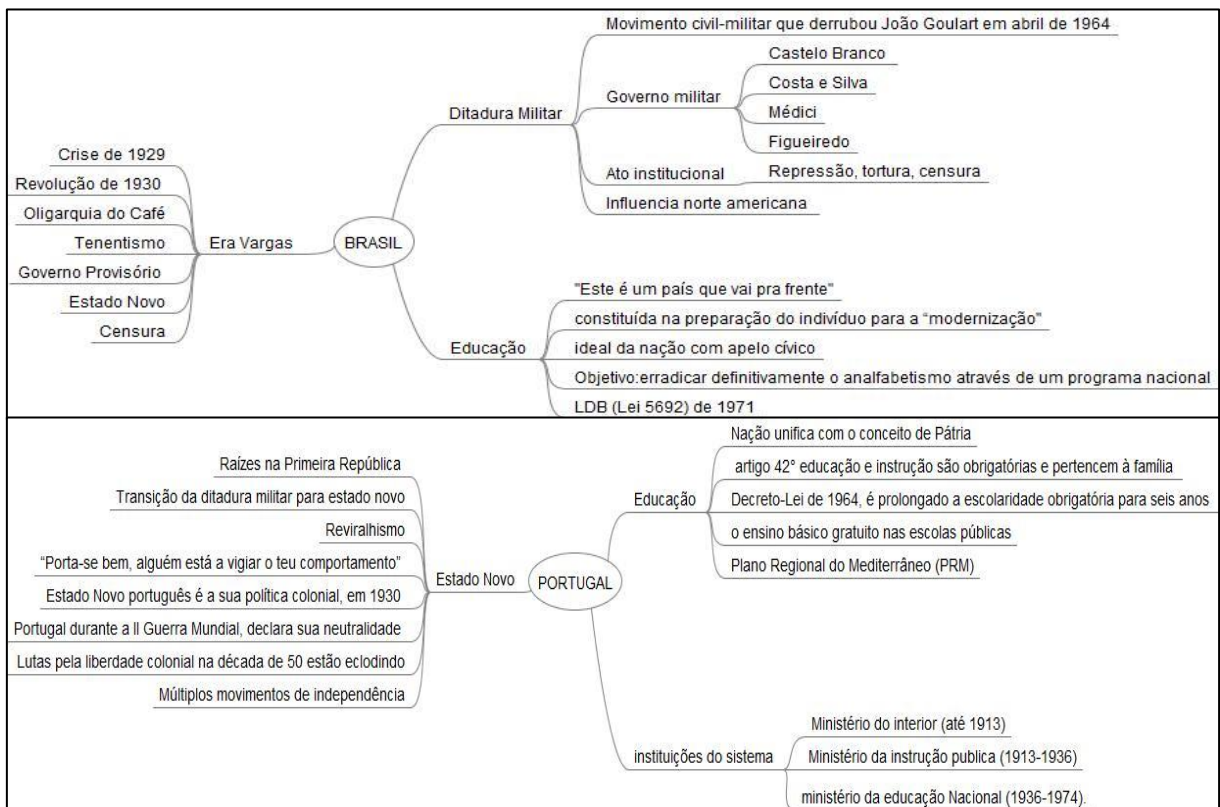 Movimento civil-militar que derrubou João Goulart em abril de 1964
Castelo Branco
Costa e Silva
Governo militar
Médici
Figueiredo
Ditadura Militar
Ato institucional
Repressão, tortura, censura
Influencia norte americana
Crise de 1929
Revolução de 1930
Oligarquia do Café
Tenentismo
Governo Provisório
Estado Novo
Censura
Era Vargas
BRASIL
Educação
"Este é um país que vai pra frente"
constituída na preparação do indivíduo para a “modernização"
ideal da nação com apelo cívico
Objetivo:erradicar definitivamente o analfabetismo através de um programa nacional
LDB (Lei 5692) de 1971
Raízes na Primeira República
Transição da ditadura militar para estado novo
Reviralhismo
“Porta-se bem, alguém está a vigiar o teu comportamento”
Estado Novo português é a sua política colonial, em 1930
Portugal durante a II Guerra Mundial, declara sua neutralidade
Lutas pela liberdade colonial na década de 50 estão eclodindo
Múltiplos movimentos de independência
Estado Novo
PORTUGAL
Educação
Nação unifica com o conceito de Pátria
artigo 42° educação e instrução são obrigatórias e pertencem à família
Decreto-Lei de 1964, é prolongado a escolaridade obrigatória para seis anos
o ensino básico gratuito nas escolas públicas
Plano Regional do Mediterrâneo (PRM)
instituições do sistema
Ministério do interior (até 1913)
Ministério da instrução publica (1913-1936)
ministério da educação Nacional (1936-1974).